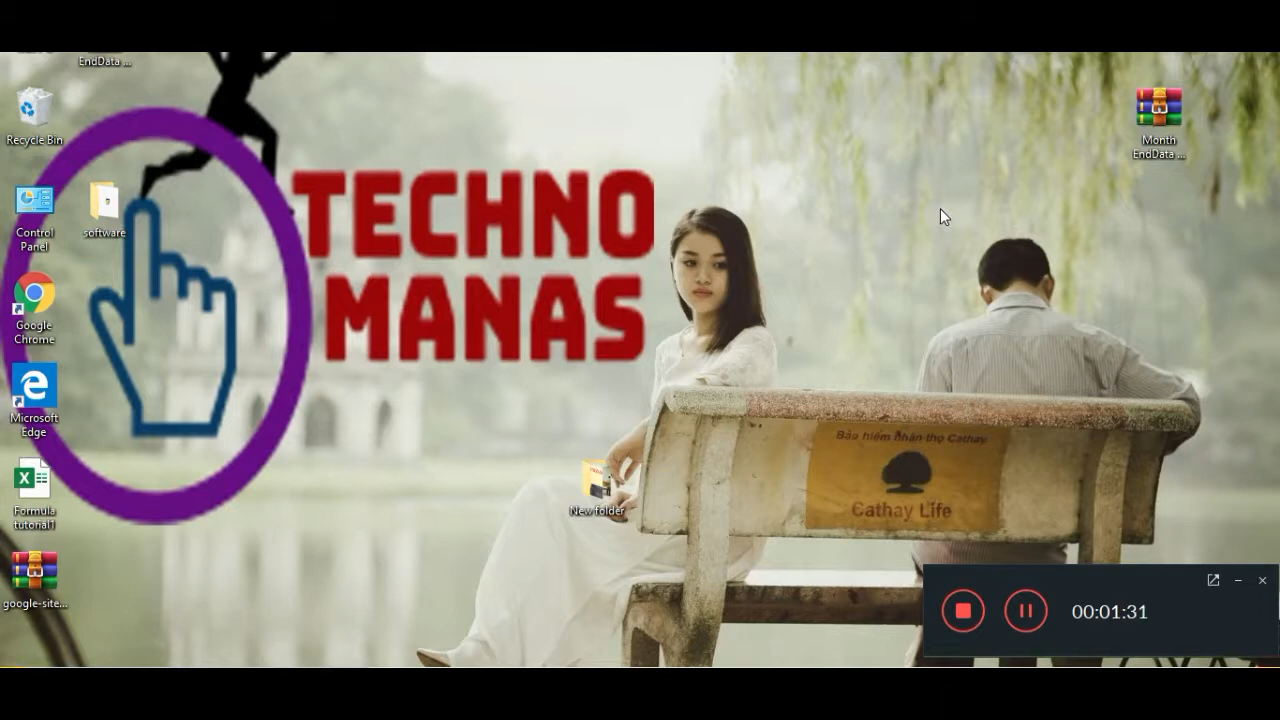 EndData ...
Recycle Bin
Control
Panel
software
Google
Chrome
Microsoft
Edge
Formula
tutorial1
google-site...
TECHNO
MANAS
New folder
Month
EndData ...
Bảo hiểm nhân thọ Cathay
Cathay Life
00:01:31